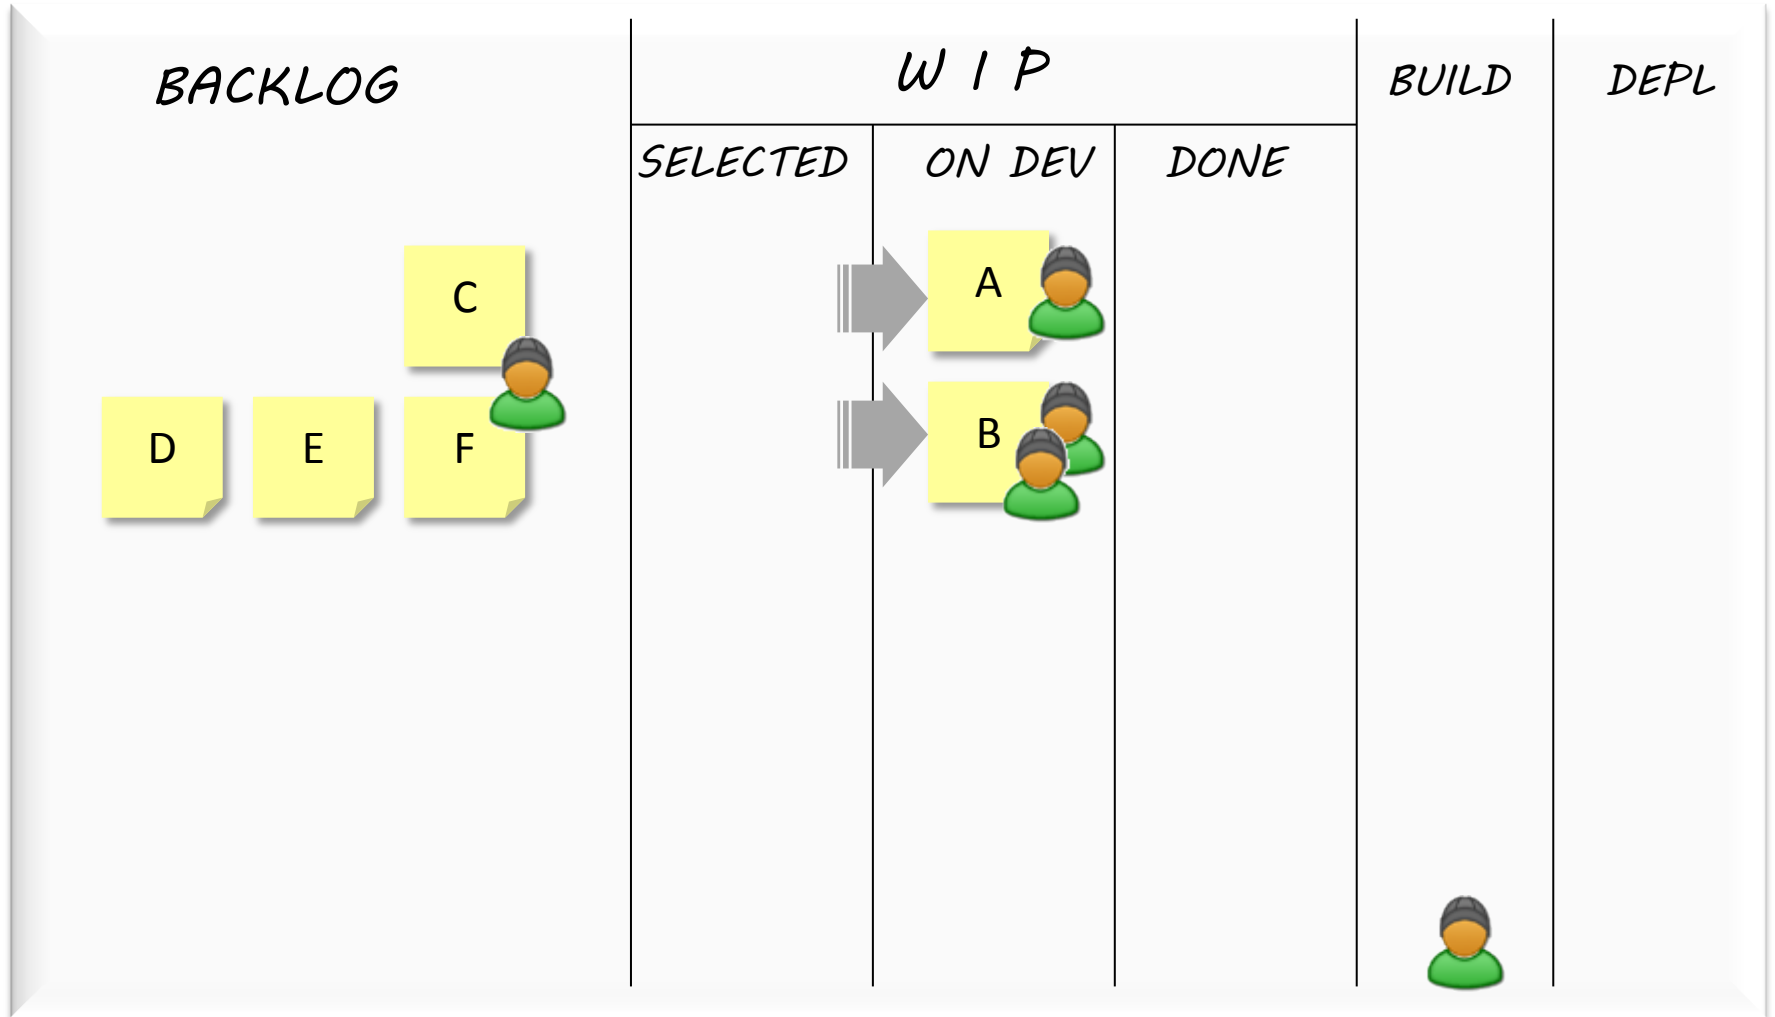 BACKLOG
W I P
BUILD
DEPL
SELECTED
ON DEV
DONE
C
A
D
E
F
B